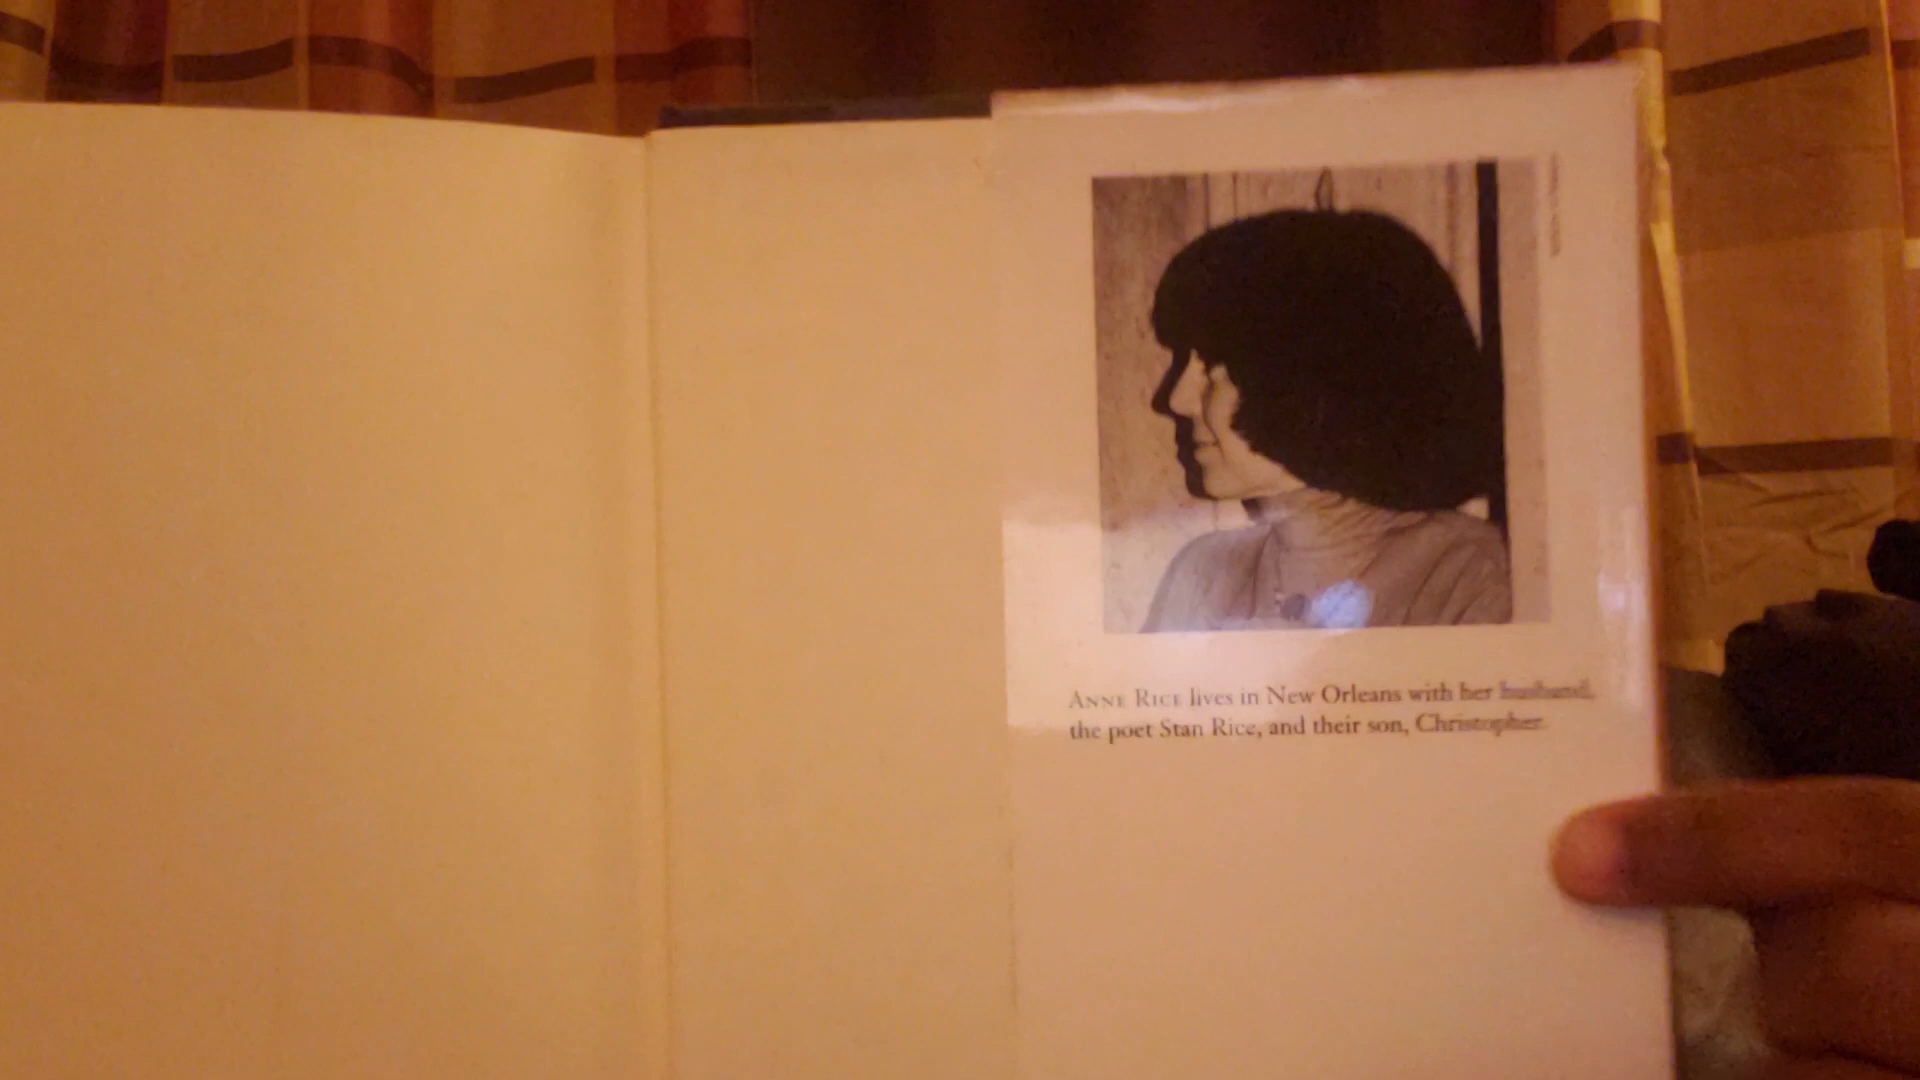 ANNE RICE lives in New Orleans with her husband,
the poet Stan Rice, and their son, Christopher.